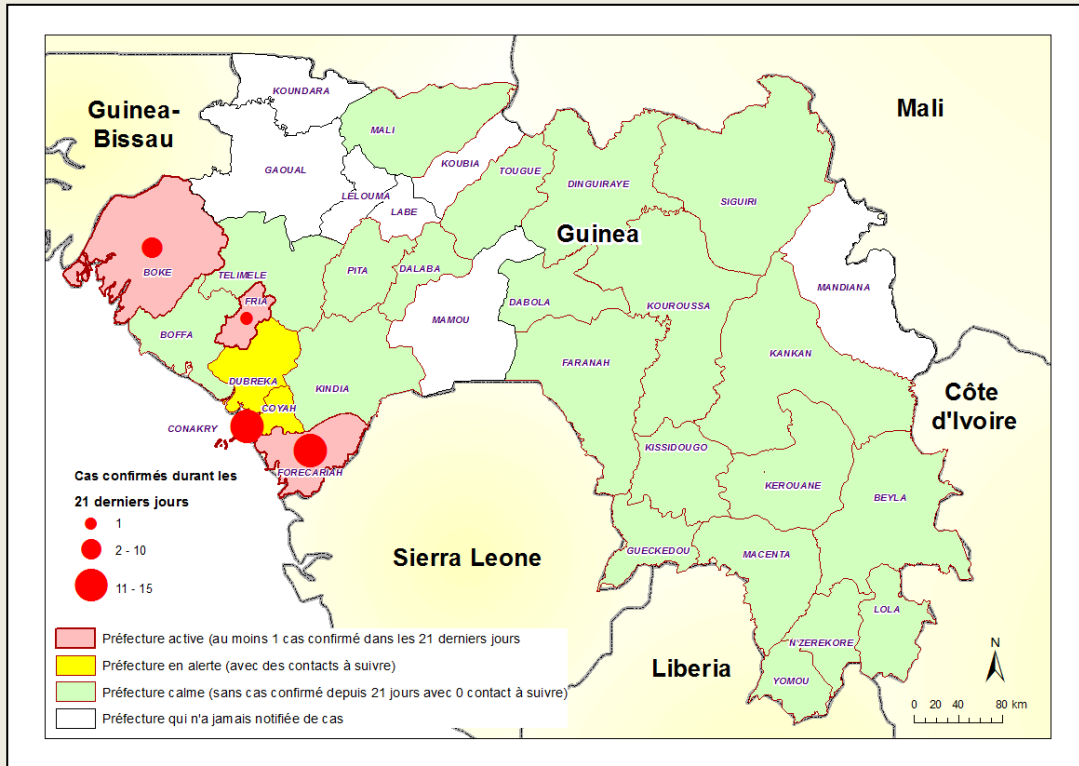 Guinea-
Bissau
Mali
KOUNDARA
MALI
GAOUAL
KOUBIA
TOUGUE
DINGUIRAYE
LELOUMA
LABE
SIGUIRI
Guinea
BOKE
TELIMELE
PITA
DALABA
MANDIANA
FRIA
DABOLA
KOUROUSSA
MAMOU
BOFFA
KANKAN
FARANAH
DUBREKA
KINDIA
COYAH
Côte
d'Ivoire
CONAKRY
KISSIDOUGO
FORECARIAH
KEROUANE
BEYLA
Cas confirmés durant les
21 derniers jours
1
2 - 10
11 - 15
Sierra Leone
GUECKEDOU
MACENTA
LOLA
N'ZEREKORE
Liberia
YOMOU
Préfecture active (au moins 1 cas confirmé dans les 21 derniers jours
Préfecture en alerte (avec des contacts à suivre)
Préfecture calme (sans cas confirmé depuis 21 jours avec 0 contact à suivre)
Préfecture qui n'a jamais notifiée de cas
N
0 20 40 80 km